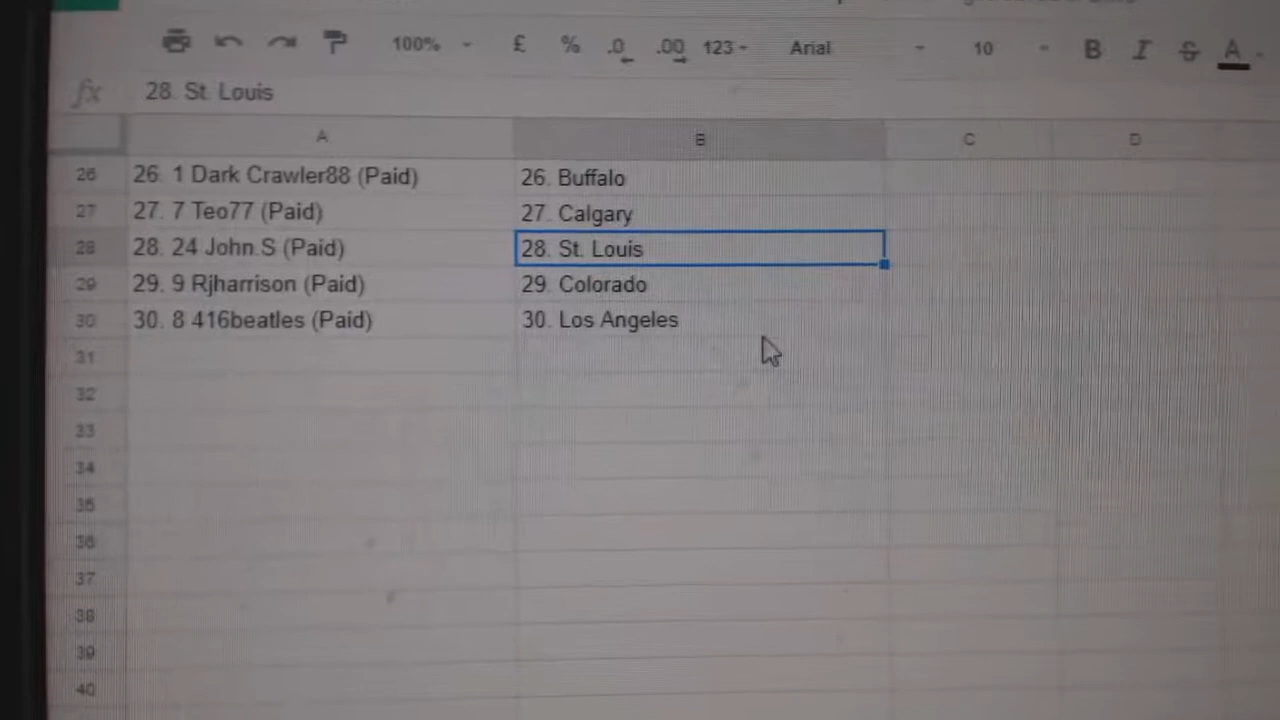 100% £ % .0 .00 123 Arial 10 B I S A
fx 28. St. Louis
A B C D
26 26. 1 Dark Crawler88 (Paid) 26. Buffalo
27 27. 7 Teo77 (Paid) 27. Calgary
28 28. 24 John.S (Paid) 28. St. Louis
29 29. 9 Rjharrison (Paid) 29. Colorado
30 30. 8 416beatles (Paid) 30. Los Angeles
31
32
33
34
35
36
37
38
39
40